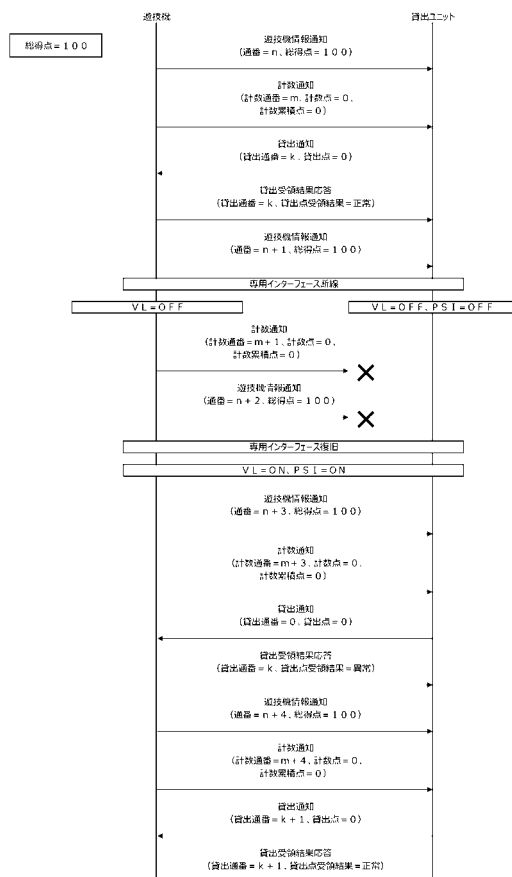 遊技機
貸出ユニット
総得点=100
遊技機情報通知
(通番=n、総得点=100)
計数通知
(計数通番=m、計数点=0、
計数累積点=0)
貸出通知
(貸出通番=k、貸出点=0)
貸出受領結果応答
(貸出通番=k、貸出点受領結果=正常)
遊技機情報通知
(通番=n+1、総得点=100)
専用インターフェース断線
VL=OFF
VL=OFF、PSI=OFF
計数通知
(計数通番=m+1、計数点=0、
計数累積点=0)
遊技機情報通知
(通番=n+2、総得点=100)
専用インターフェース復旧
VL=ON、PSI=ON
遊技機情報通知
(通番=n+3、総得点=100)
計数通知
(計数通番=m+3、計数点=0、
計数累積点=0)
貸出通知
(貸出通番=0、貸出点=0)
貸出受領結果応答
(貸出通番=k、貸出点受領結果=異常)
遊技機情報通知
(通番=n+4、総得点=100)
計数通知
(計数通番=m+4、計数点=0、
計数累積点=0)
貸出通知
(貸出通番=k+1、貸出点=0)
貸出受領結果応答
(貸出通番=k+1、貸出点受領結果=正常)